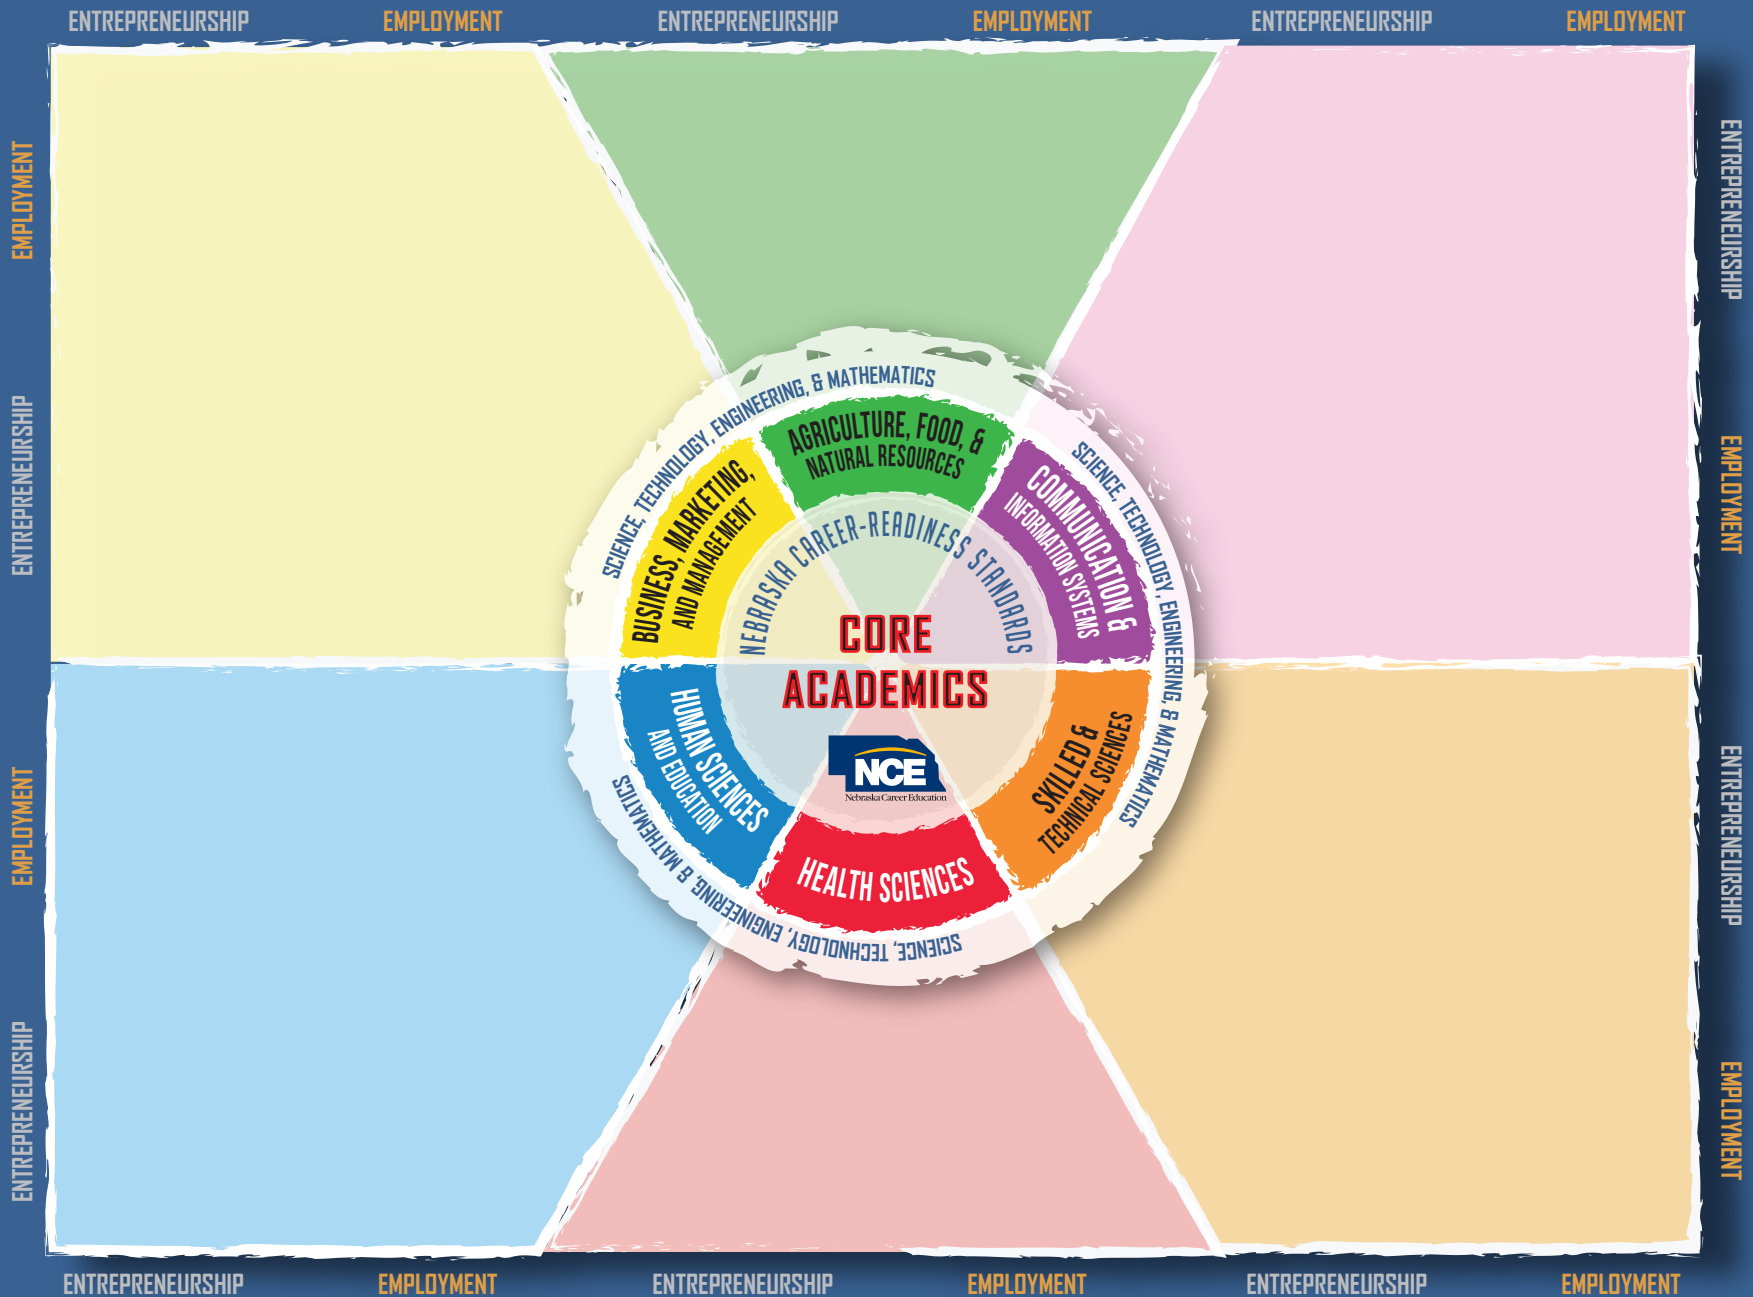 ENTREPRENEURSHIP EMPLOYMENT ENTREPRENEURSHIP EMPLOYMENT ENTREPRENEURSHIP EMPLOYMENT
EMPLOYMENT
ENTREPRENEURSHIP
EMPLOYMENT
ENTREPRENEURSHIP
ENTREPRENEURSHIP
EMPLOYMENT
ENTREPRENEURSHIP
EMPLOYMENT
SCIENCE, TECHNOLOGY, ENGINEERING, & MATHEMATICS
SCIENCE, TECHNOLOGY, ENGINEERING, & MATHEMATICS
SCIENCE, TECHNOLOGY, ENGINEERING, & MATHEMATICS
AGRICULTURE, FOOD, &
NATURAL RESOURCES
COMMUNICATION &
INFORMATION SYSTEMS
SKILLED &
TECHNICAL SCIENCES
HEALTH SCIENCES
HUMAN SCIENCES
AND EDUCATION
BUSINESS, MARKETING,
AND MANAGEMENT
NEBRASKA CAREER-READINESS STANDARDS
CORE
ACADEMICS
NCE
Nebraska Career Education
ENTREPRENEURSHIP EMPLOYMENT ENTREPRENEURSHIP EMPLOYMENT ENTREPRENEURSHIP EMPLOYMENT